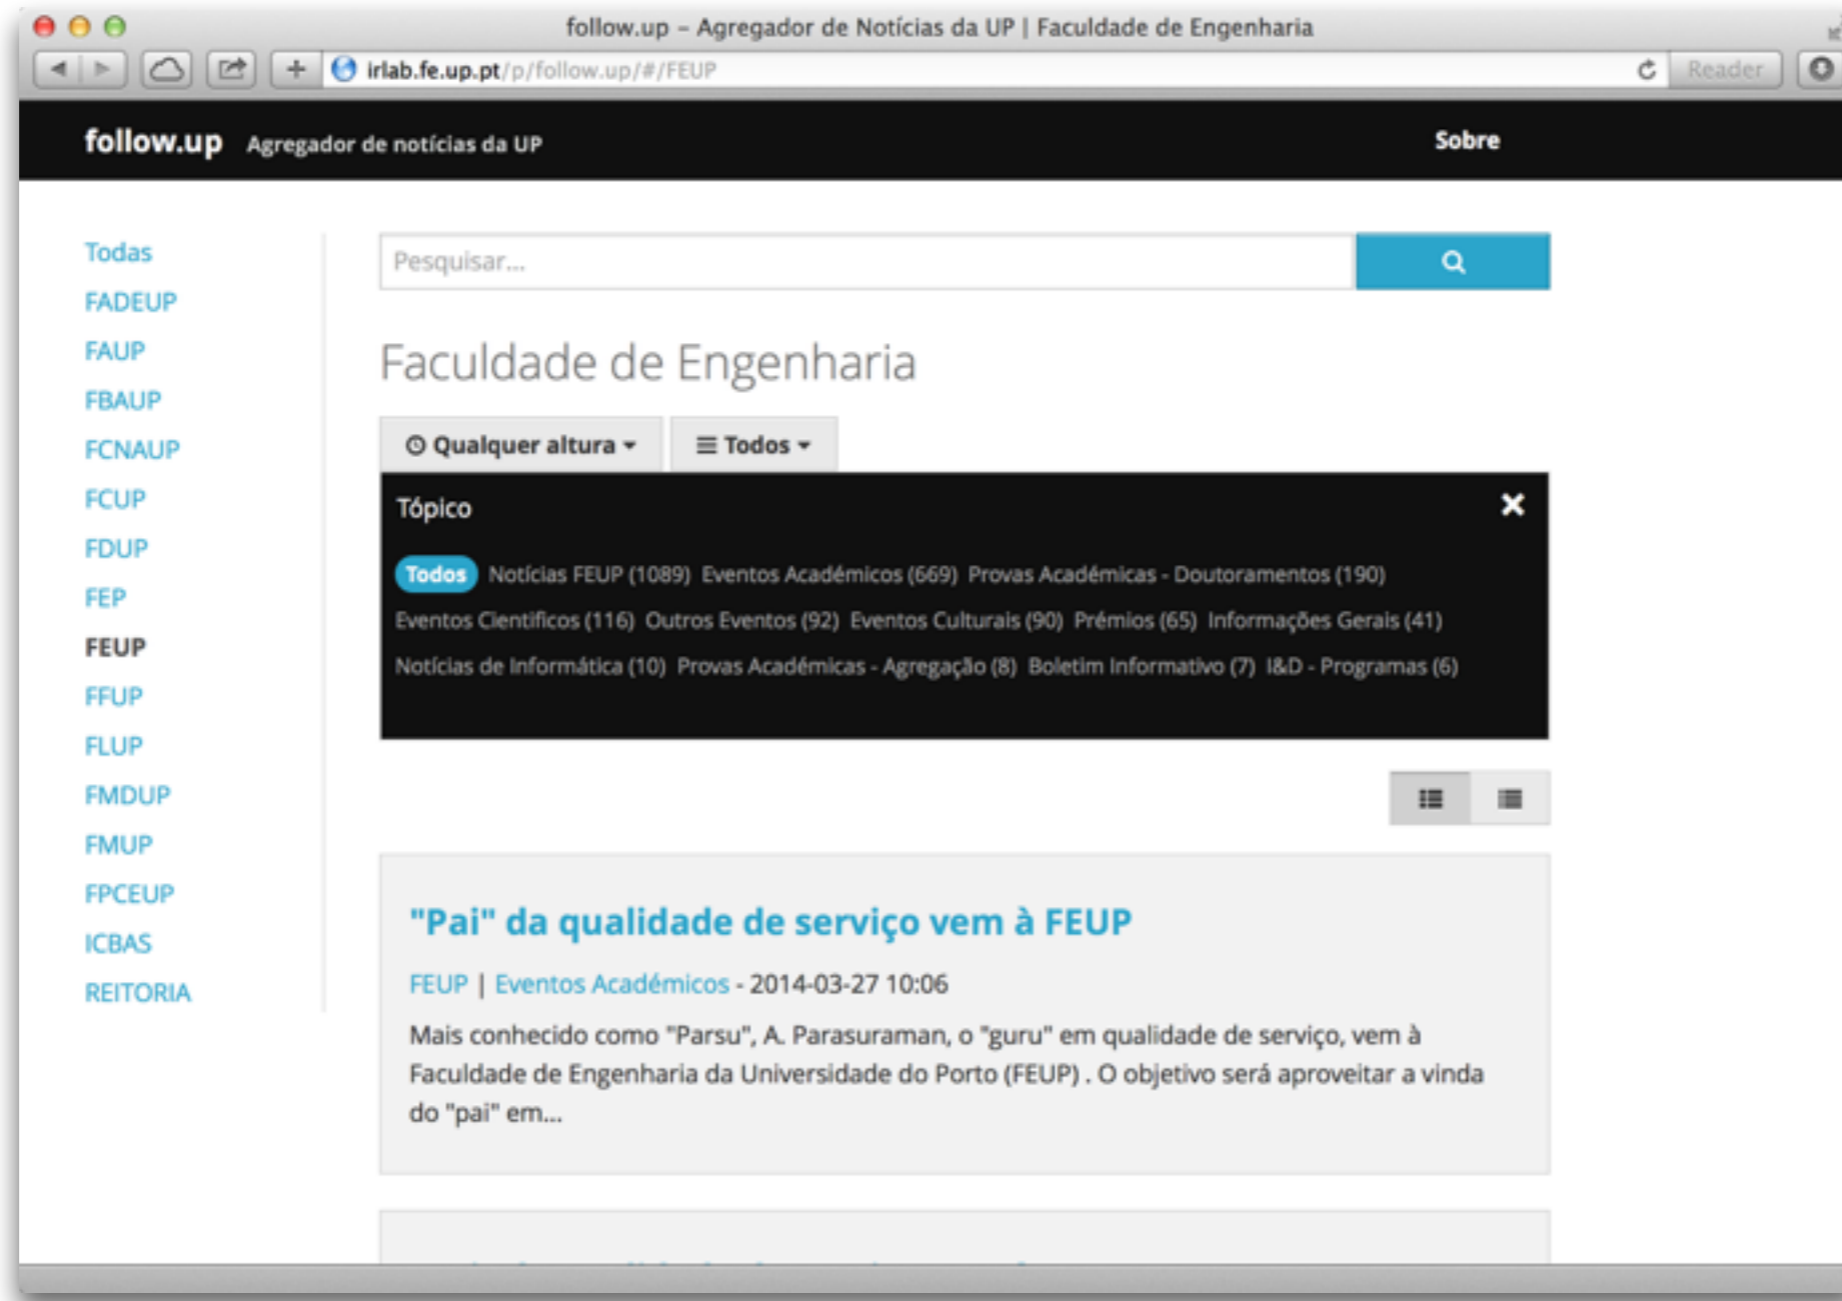 follow.up – Agregador de Notícias da UP | Faculdade de Engenharia
irlab.fe.up.pt/p/follow.up/#/FEUP
Reader
follow.up Agregador de notícias da UP
Sobre
Todas
FADEUP
FAUP
FBAUP
FCNAUP
FCUP
FDUP
FEP
FEUP
FFUP
FLUP
FMDUP
FMUP
FPCEUP
ICBAS
REITORIA
Pesquisar...
Faculdade de Engenharia
Qualquer altura
Todos
Tópico
Todos Notícias FEUP (1089) Eventos Académicos (669) Provas Académicas - Doutoramentos (190)
Eventos Científicos (116) Outros Eventos (92) Eventos Culturais (90) Prémios (65) Informações Gerais (41)
Notícias de Informática (10) Provas Académicas - Agregação (8) Boletim Informativo (7) I&D - Programas (6)
"Pai" da qualidade de serviço vem à FEUP
FEUP | Eventos Académicos - 2014-03-27 10:06
Mais conhecido como "Parsu", A. Parasuraman, o "guru" em qualidade de serviço, vem à
Faculdade de Engenharia da Universidade do Porto (FEUP) . O objetivo será aproveitar a vinda
do "pai" em...